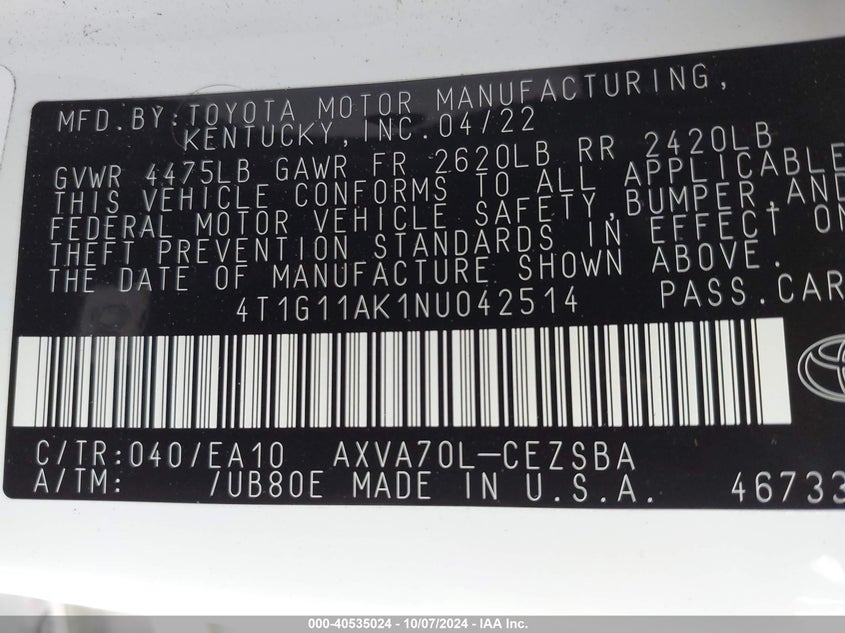 MFD. BY: TOYOTA MOTOR MANUFACTURING,
KENTUCKY, INC. 04/22
GVWR 4475LB GAWR FR 2620LB RR 2420LB
THIS VEHICLE CONFORMS TO ALL APPLICABLE
FEDERAL MOTOR VEHICLE SAFETY, BUMPER, AND
THEFT PREVENTION STANDARDS IN EFFECT ON
THE DATE OF MANUFACTURE SHOWN ABOVE.
4T1G11AK1NU042514 PASS. CAR
C/TR: 040/EA10 AXVA70L-CEZSBA
A/TM: /UB80E MADE IN U.S.A. 46733
000-40535024 - 10/07/2024 - IAA Inc.